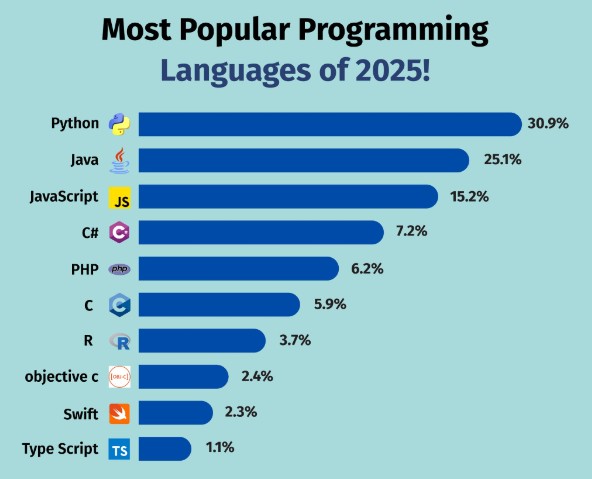 Most Popular Programming
Languages of 2025!
Python 30.9%
Java 25.1%
JavaScript JS 15.2%
C# C 7.2%
PHP php 6.2%
C C 5.9%
R R 3.7%
objective c [OBJ-C] 2.4%
Swift 2.3%
Type Script TS 1.1%